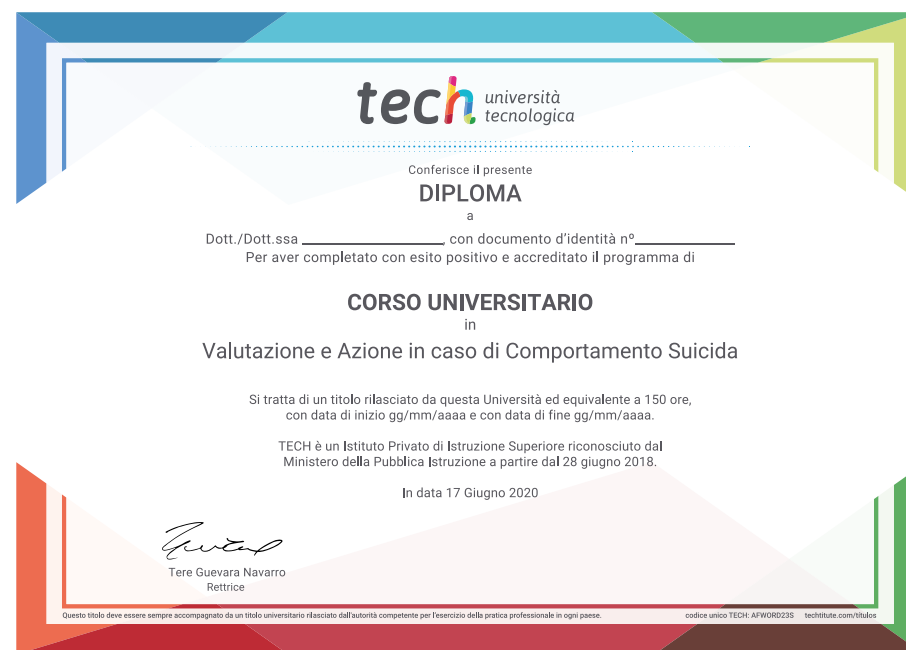 tech università
tecnologica
Conferisce il presente
DIPLOMA
a
Dott./Dott.ssa ____________________, con documento d'identità nº______________
Per aver completato con esito positivo e accreditato il programma di
CORSO UNIVERSITARIO
in
Valutazione e Azione in caso di Comportamento Suicida
Si tratta di un titolo rilasciato da questa Università ed equivalente a 150 ore,
con data di inizio gg/mm/aaaa e con data di fine gg/mm/aaaa.
TECH è un Istituto Privato di Istruzione Superiore riconosciuto dal
Ministero della Pubblica Istruzione a partire dal 28 giugno 2018.
In data 17 Giugno 2020
Tere Guevara Navarro
Rettrice
Questo titolo deve essere sempre accompagnato da un titolo universitario rilasciato dall'autorità competente per l'esercizio della pratica professionale in ogni paese. codice unico TECH: AFWORD23S techtitute.com/titulos